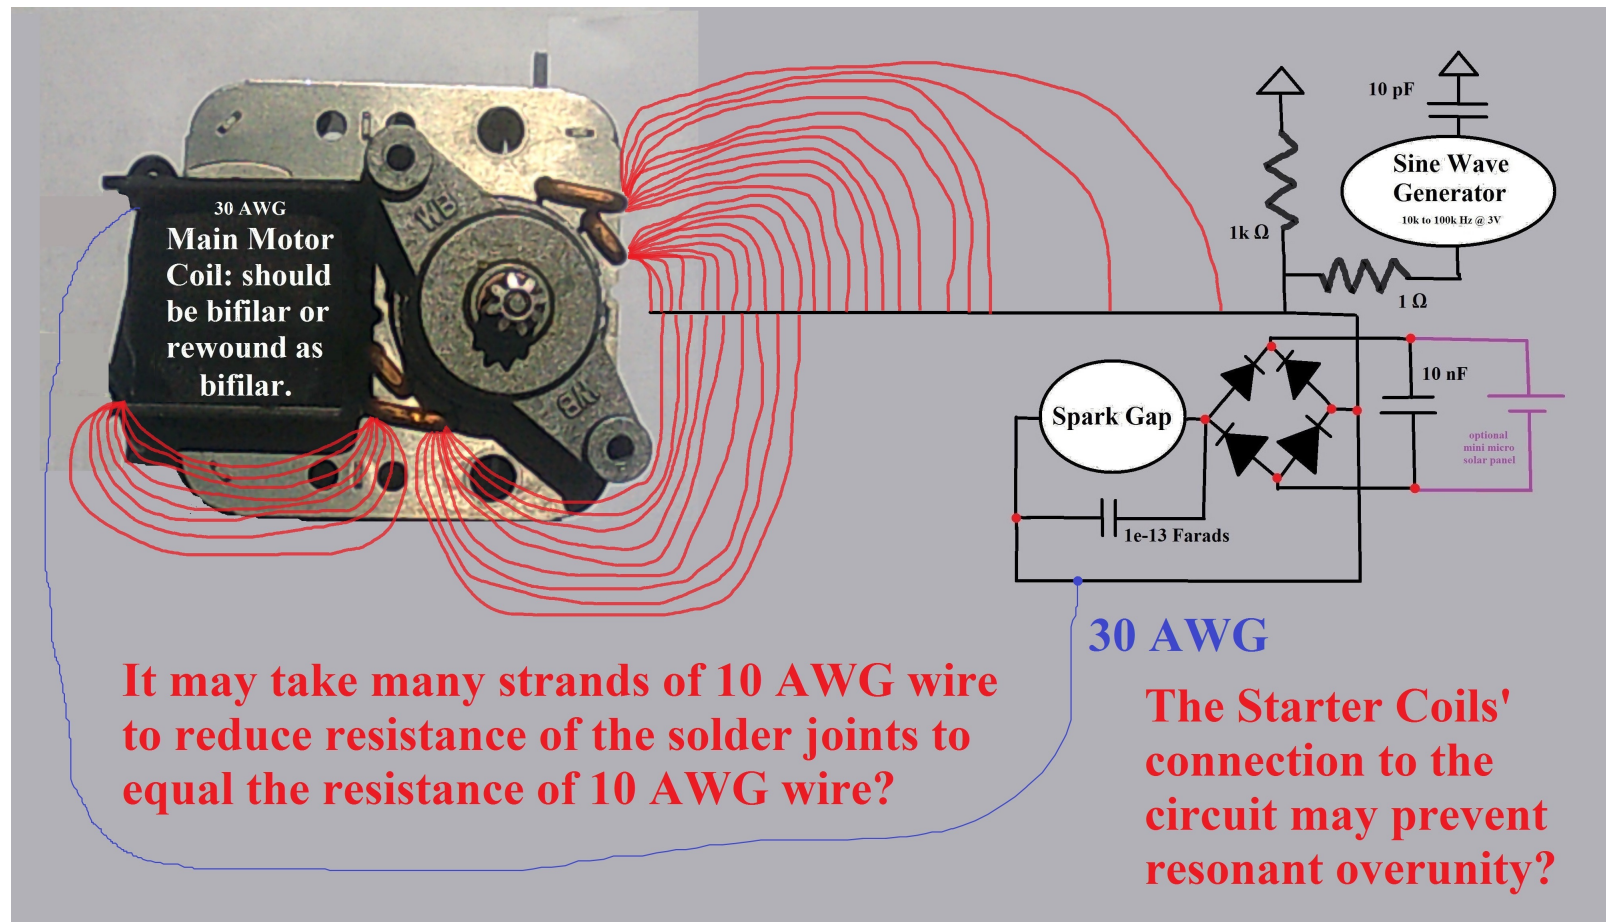 30 AWG
Main Motor
Coil: should
be bifilar or
rewound as
bifilar.
10 pF
Sine Wave
Generator
10k to 100k Hz @ 3V
1k Ω
1 Ω
Spark Gap
10 nF
optional
mini micro
solar panel
1e-13 Farads
30 AWG
It may take many strands of 10 AWG wire
to reduce resistance of the solder joints to
equal the resistance of 10 AWG wire?
The Starter Coils'
connection to the
circuit may prevent
resonant overunity?